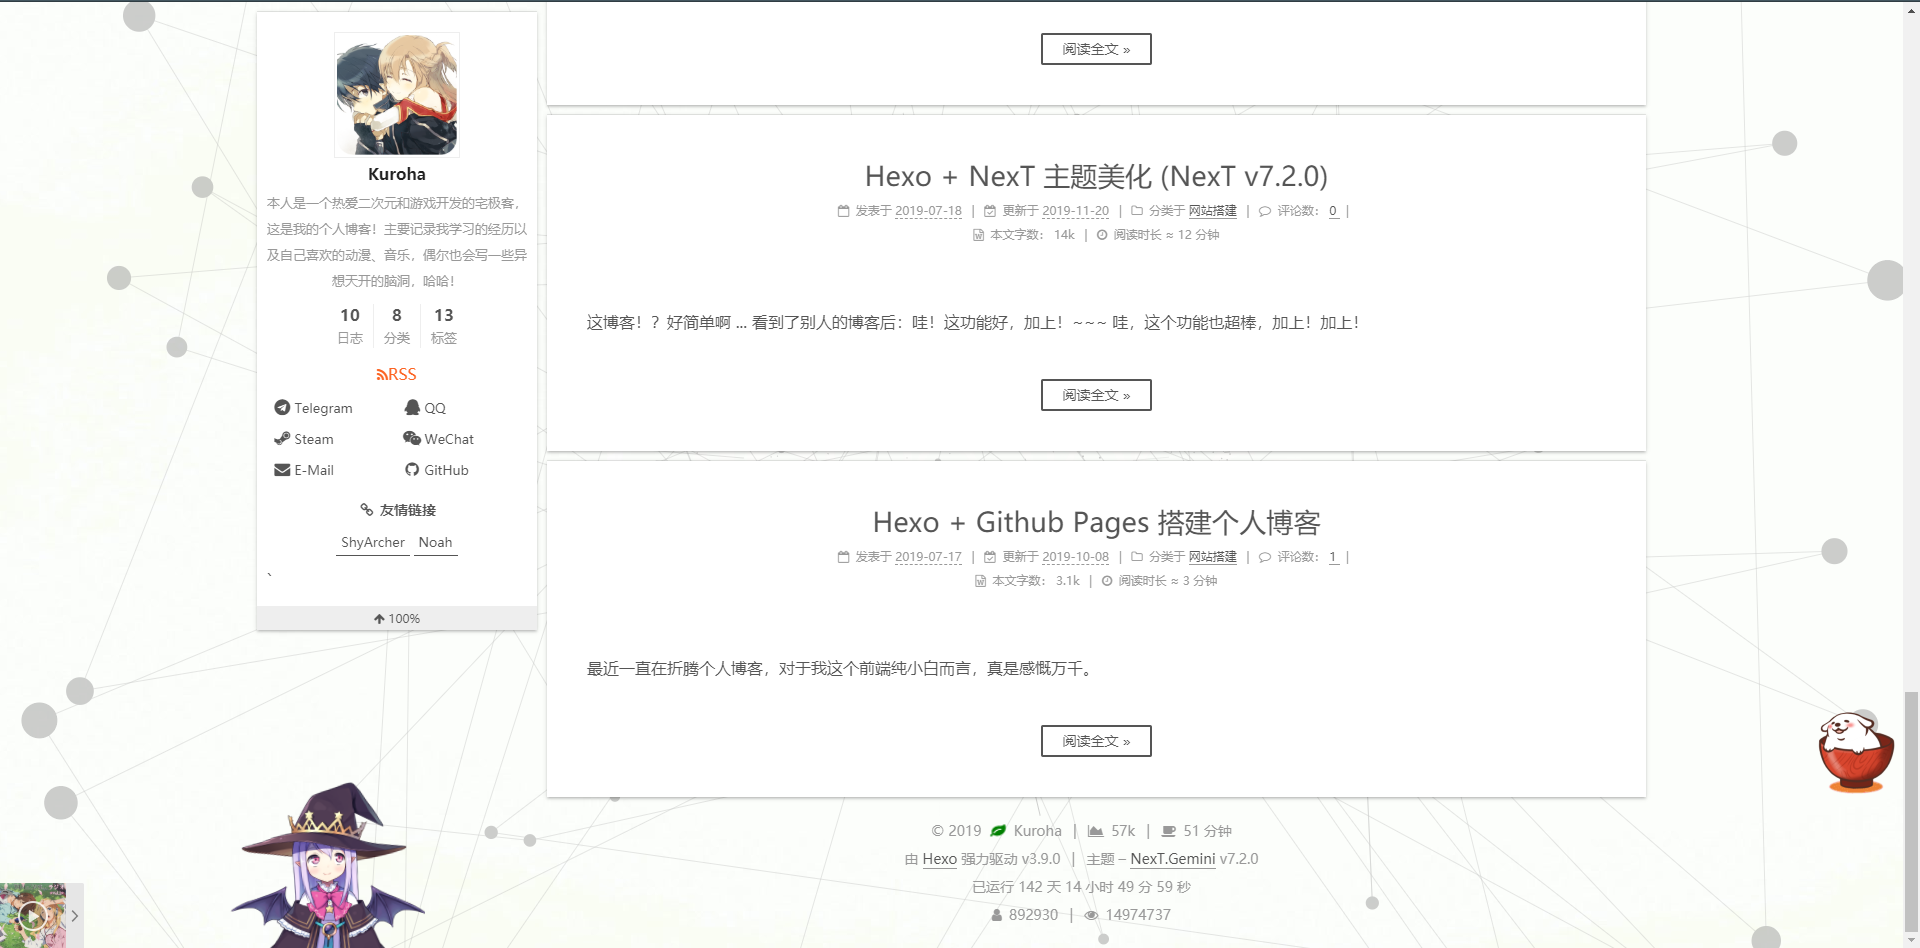 Kuroha
本人是一个热爱二次元和游戏开发的宅极客，
这是我的个人博客！主要记录我学习的经历以
及自己喜欢的动漫、音乐，偶尔也会写一些异
想天开的脑洞，哈哈！
10 8 13
日志 分类 标签
RSS
Telegram QQ
Steam WeChat
E-Mail GitHub
友情链接
ShyArcher Noah
、
100%
阅读全文 »
Hexo + NexT 主题美化 (NexT v7.2.0)
发表于 2019-07-18 | 更新于 2019-11-20 | 分类于 网站搭建 | 评论数： 0 |
本文字数： 14k | 阅读时长 ≈ 12 分钟
这博客！？好简单啊 ... 看到了别人的博客后：哇！这功能好，加上！~~~ 哇，这个功能也超棒，加上！加上！
阅读全文 »
Hexo + Github Pages 搭建个人博客
发表于 2019-07-17 | 更新于 2019-10-08 | 分类于 网站搭建 | 评论数： 1 |
本文字数： 3.1k | 阅读时长 ≈ 3 分钟
最近一直在折腾个人博客，对于我这个前端纯小白而言，真是感慨万千。
阅读全文 »
© 2019 Kuroha | 57k | 51 分钟
由 Hexo 强力驱动 v3.9.0 | 主题 – NexT.Gemini v7.2.0
已运行 142 天 14 小时 49 分 59 秒
892930 | 14974737